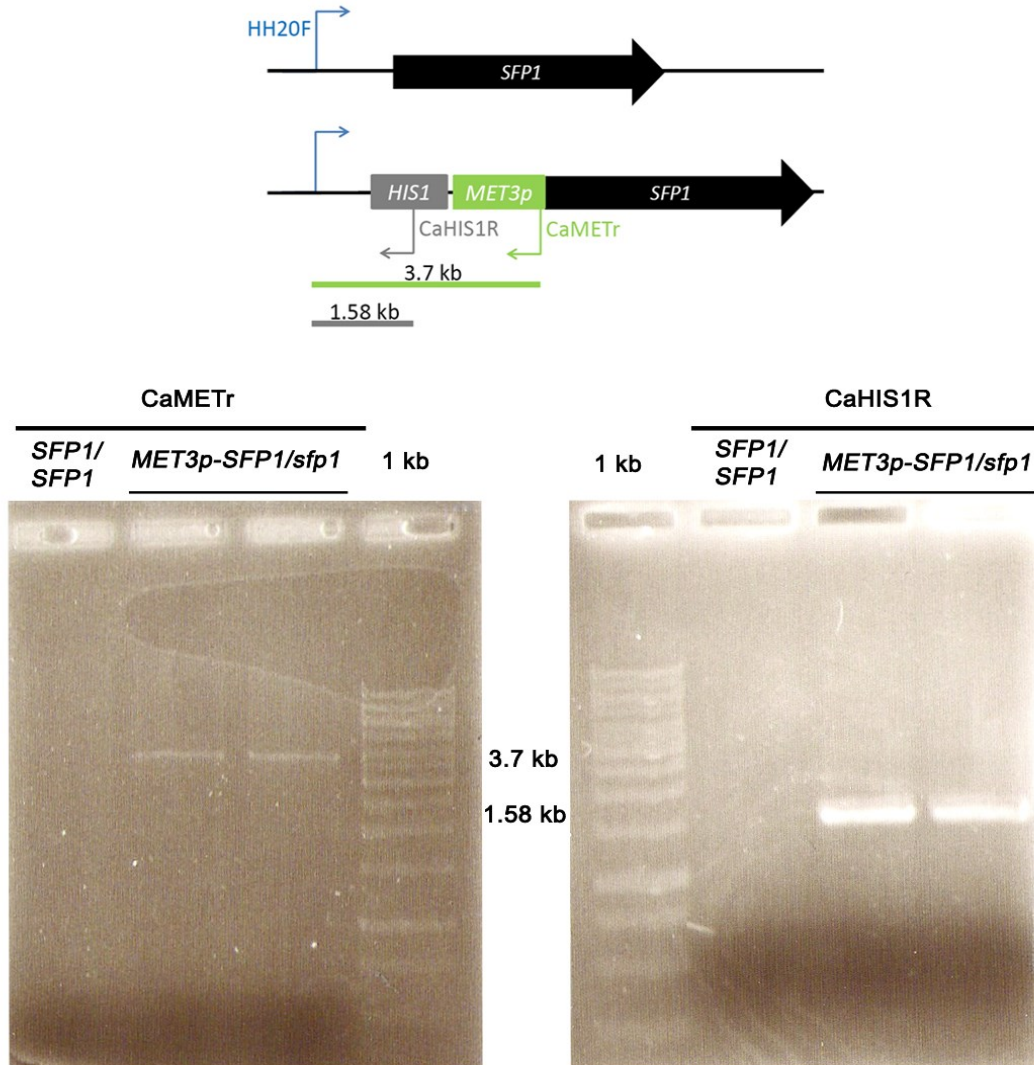 HH20F
SFP1
HIS1 MET3p SFP1
CaHIS1R CaMETr
3.7 kb
1.58 kb
CaMETr
SFP1/
SFP1
MET3p-SFP1/sfp1
1 kb
CaHIS1R
1 kb
SFP1/
SFP1
MET3p-SFP1/sfp1
3.7 kb
1.58 kb